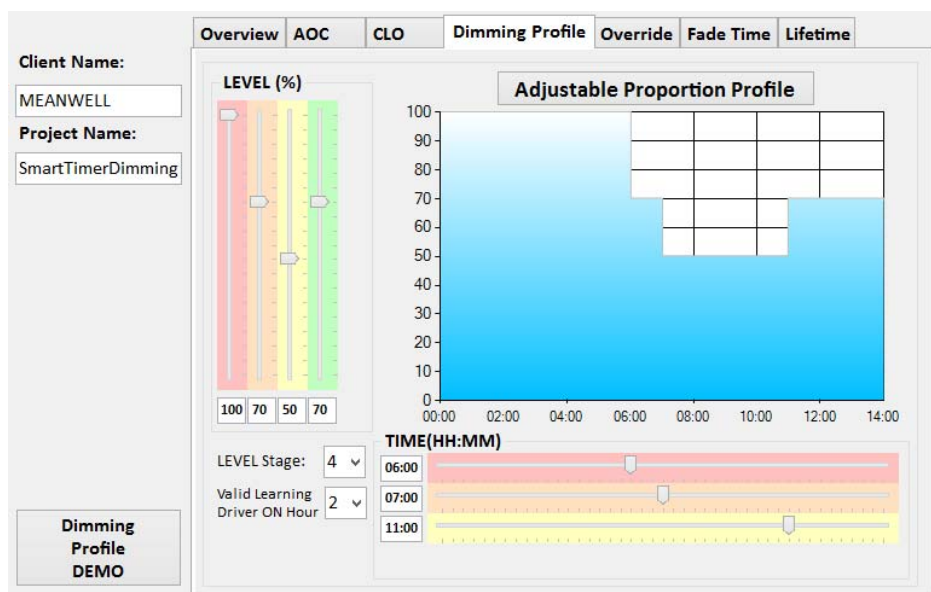 Overview AOC CLO Dimming Profile Override Fade Time Lifetime
Client Name:
MEANWELL
Project Name:
SmartTimerDimming
Dimming
Profile
DEMO
LEVEL (%)
100 70 50 70
LEVEL Stage: 4
Valid Learning
Driver ON Hour 2
Adjustable Proportion Profile
100
90
80
70
60
50
40
30
20
10
0
00:00 02:00 04:00 06:00 08:00 10:00 12:00 14:00
TIME(HH:MM)
06:00
07:00
11:00